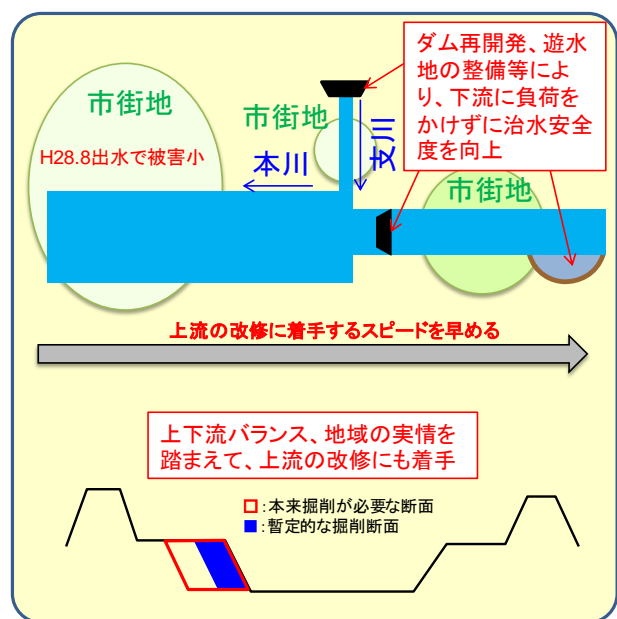 ダム再開発、遊水
地の整備等によ
り、下流に負荷を
かけずに治水安全
度を向上
市街地
市街地
H28.8出水で被害小
支川
本川
市街地
上流の改修に着手するスピードを早める
上下流バランス、地域の実情を
踏まえて、上流の改修にも着手
:本来掘削が必要な断面
:暫定的な掘削断面